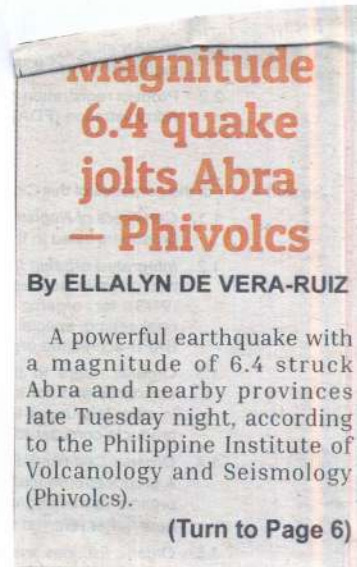 Magnitude
6.4 quake
jolts Abra
— Phivolcs
By ELLALYN DE VERA-RUIZ
A powerful earthquake with
a magnitude of 6.4 struck
Abra and nearby provinces
late Tuesday night, according
to the Philippine Institute of
Volcanology and Seismology
(Phivolcs).
(Turn to Page 6)